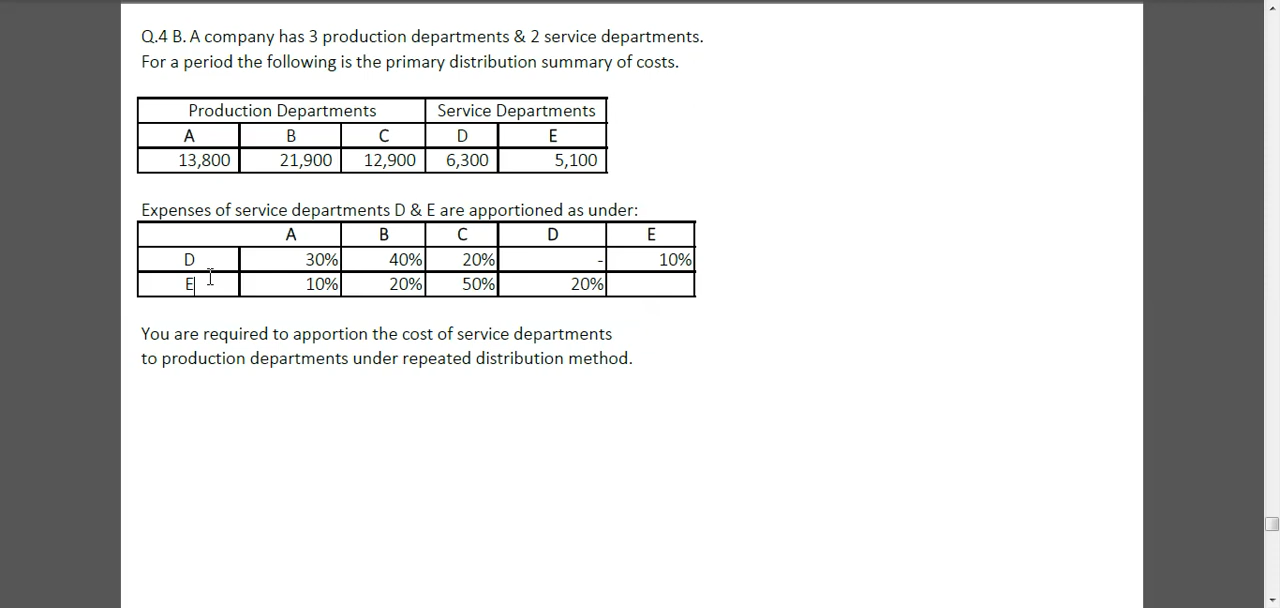 Q.4 B. A company has 3 production departments & 2 service departments.
For a period the following is the primary distribution summary of costs.
Production Departments Service Departments
A B C D E
13,800 21,900 12,900 6,300 5,100
Expenses of service departments D & E are apportioned as under:
A B C D E
D 30% 40% 20% - 10%
E 10% 20% 50% 20%
You are required to apportion the cost of service departments
to production departments under repeated distribution method.